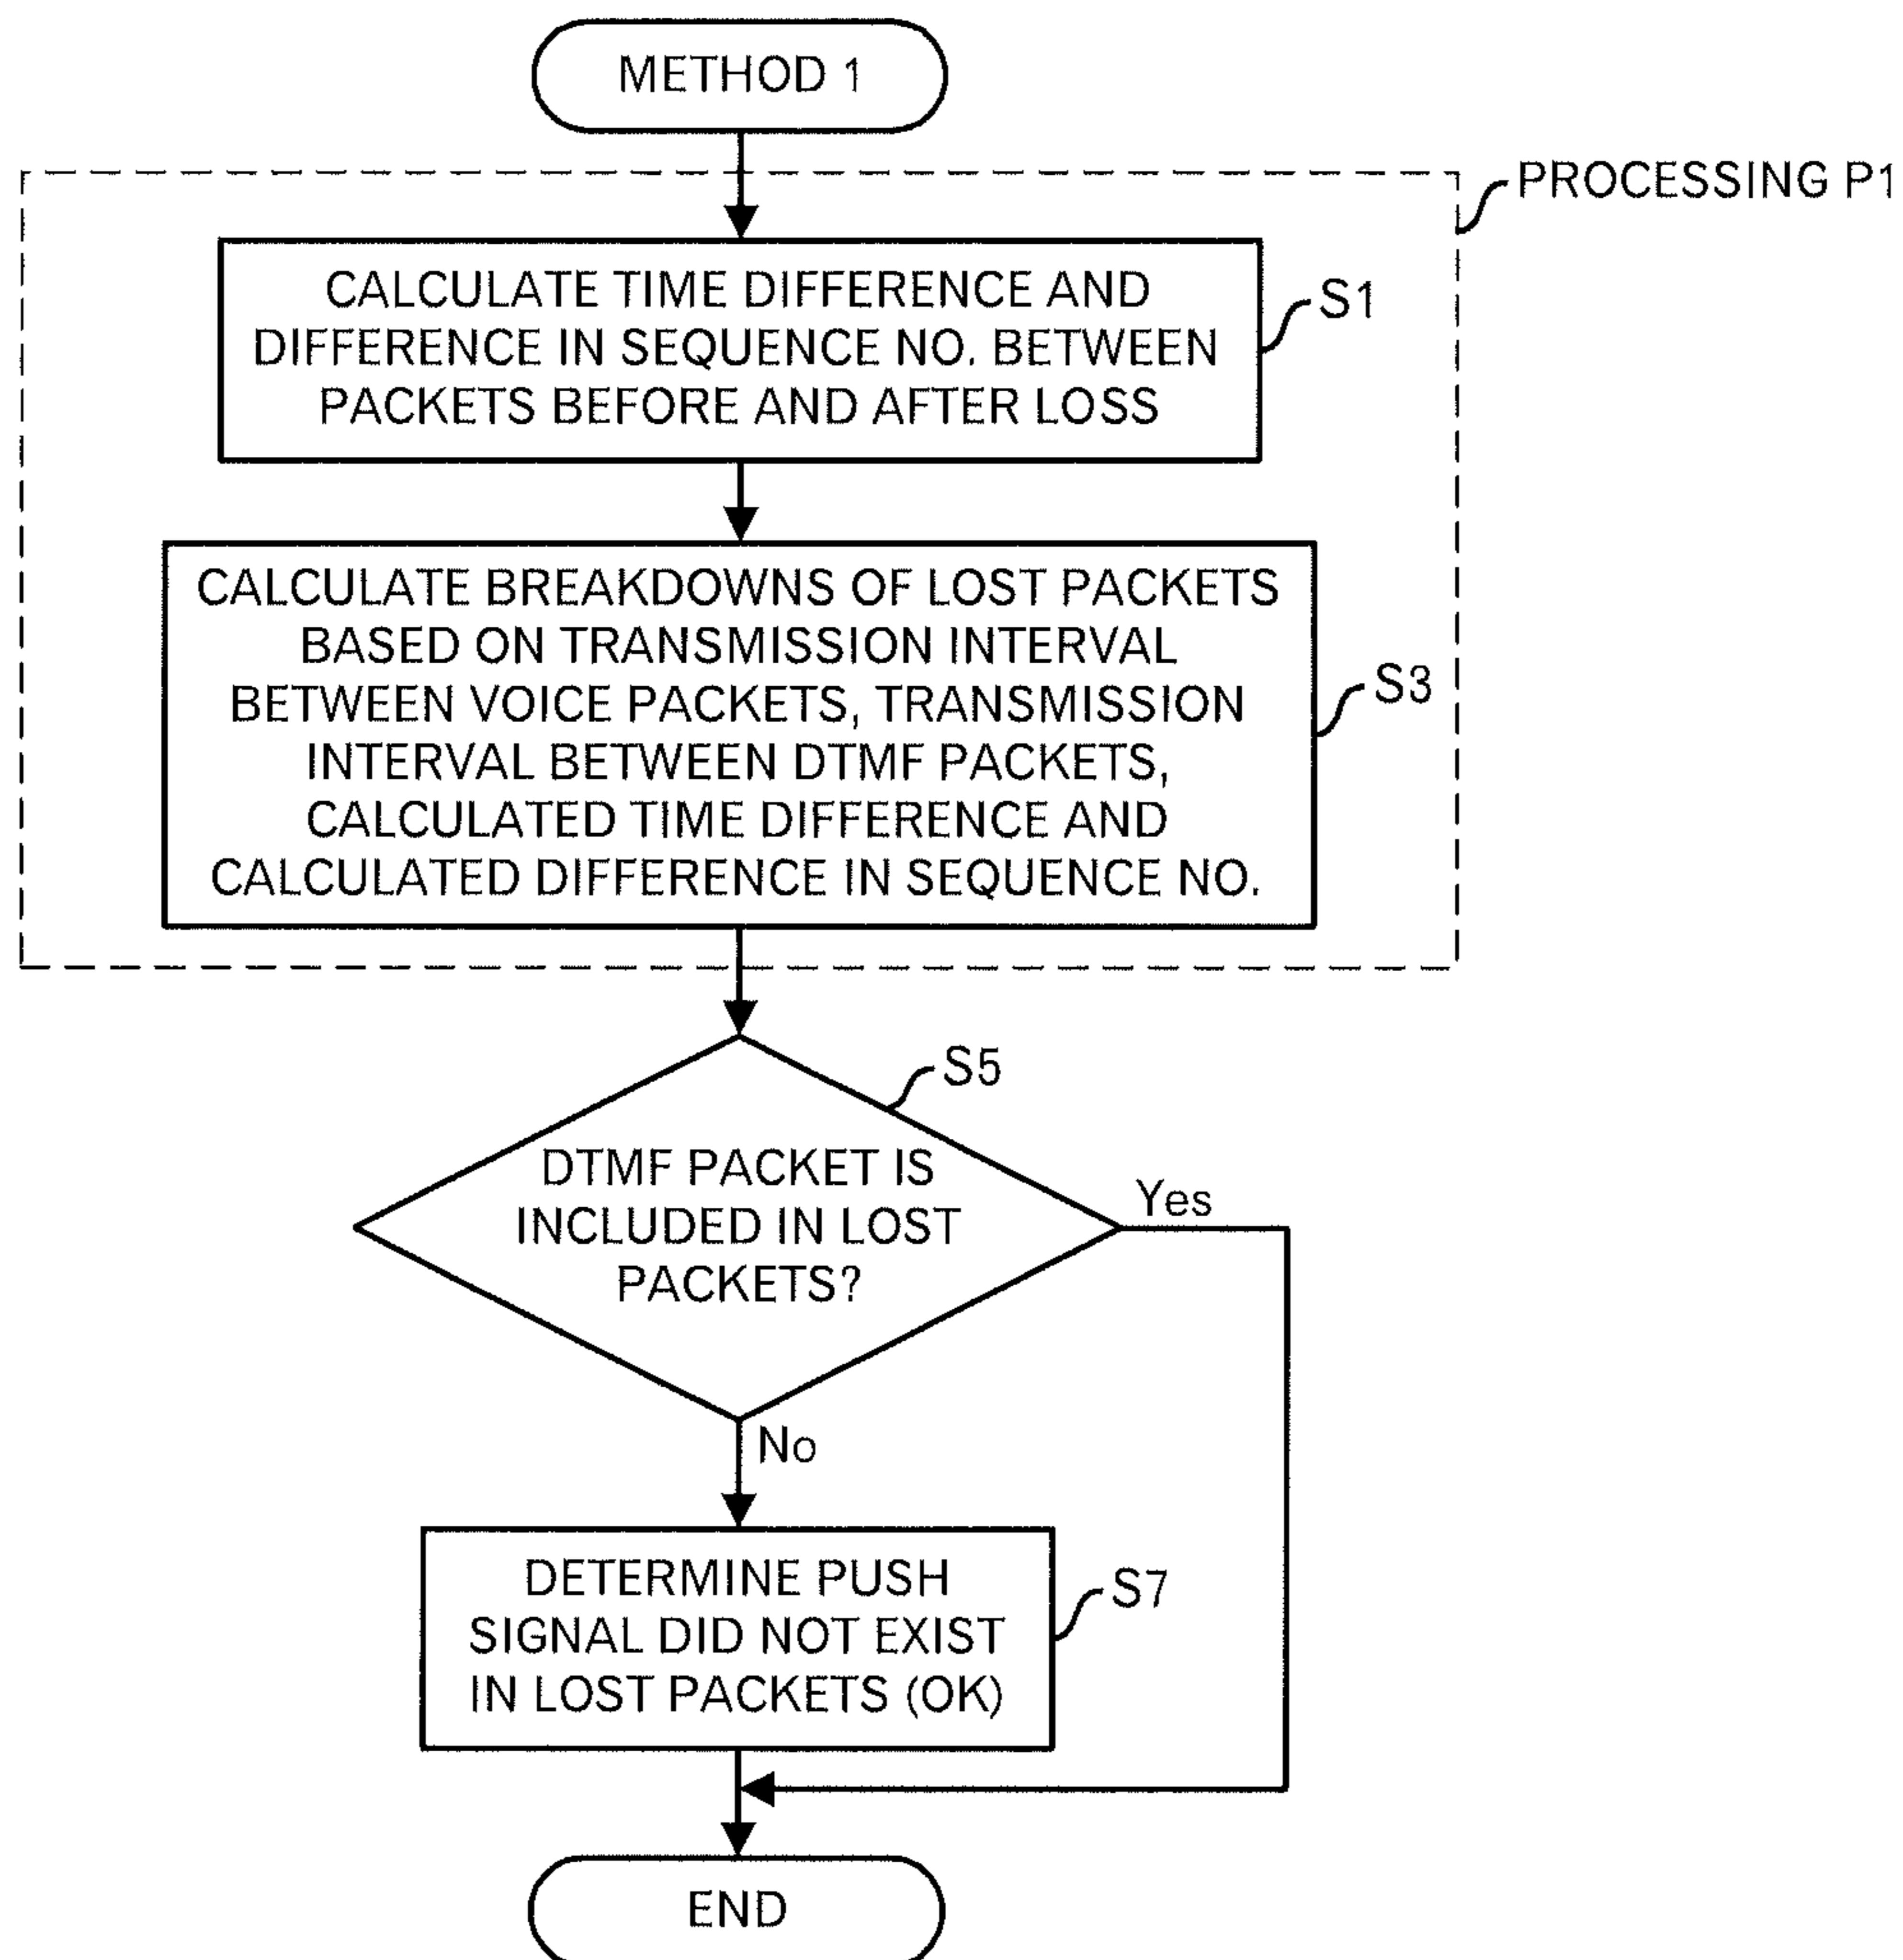 METHOD 1
PROCESSING P1
CALCULATE TIME DIFFERENCE AND
DIFFERENCE IN SEQUENCE NO. BETWEEN
PACKETS BEFORE AND AFTER LOSS
S1
CALCULATE BREAKDOWNS OF LOST PACKETS
BASED ON TRANSMISSION INTERVAL
BETWEEN VOICE PACKETS, TRANSMISSION
INTERVAL BETWEEN DTMF PACKETS,
CALCULATED TIME DIFFERENCE AND
CALCULATED DIFFERENCE IN SEQUENCE NO.
S3
S5
DTMF PACKET IS
INCLUDED IN LOST
PACKETS?
Yes
No
DETERMINE PUSH
SIGNAL DID NOT EXIST
IN LOST PACKETS (OK)
S7
END